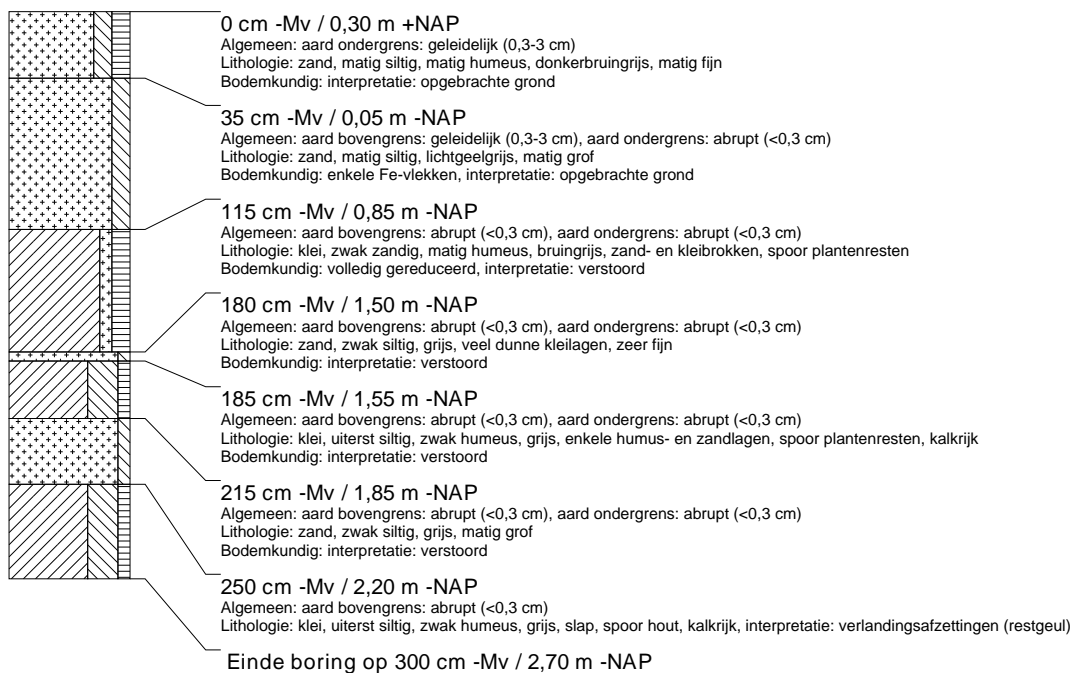 0 cm -Mv / 0,30 m +NAP
Algemeen: aard ondergrens: geleidelijk (0,3-3 cm)
Lithologie: zand, matig siltig, matig humeus, donkerbruingrijs, matig fijn
Bodemkundig: interpretatie: opgebrachte grond
35 cm -Mv / 0,05 m -NAP
Algemeen: aard bovengrens: geleidelijk (0,3-3 cm), aard ondergrens: abrupt (<0,3 cm)
Lithologie: zand, matig siltig, lichtgeelgrijs, matig grof
Bodemkundig: enkele Fe-vlekken, interpretatie: opgebrachte grond
115 cm -Mv / 0,85 m -NAP
Algemeen: aard bovengrens: abrupt (<0,3 cm), aard ondergrens: abrupt (<0,3 cm)
Lithologie: klei, zwak zandig, matig humeus, bruingrijs, zand- en kleibrokken, spoor plantenresten
Bodemkundig: volledig gereduceerd, interpretatie: verstoord
180 cm -Mv / 1,50 m -NAP
Algemeen: aard bovengrens: abrupt (<0,3 cm), aard ondergrens: abrupt (<0,3 cm)
Lithologie: zand, zwak siltig, grijs, veel dunne kleilagen, zeer fijn
Bodemkundig: interpretatie: verstoord
185 cm -Mv / 1,55 m -NAP
Algemeen: aard bovengrens: abrupt (<0,3 cm), aard ondergrens: abrupt (<0,3 cm)
Lithologie: klei, uiterst siltig, zwak humeus, grijs, enkele humus- en zandlagen, spoor plantenresten, kalkrijk
Bodemkundig: interpretatie: verstoord
215 cm -Mv / 1,85 m -NAP
Algemeen: aard bovengrens: abrupt (<0,3 cm), aard ondergrens: abrupt (<0,3 cm)
Lithologie: zand, zwak siltig, grijs, matig grof
Bodemkundig: interpretatie: verstoord
250 cm -Mv / 2,20 m -NAP
Algemeen: aard bovengrens: abrupt (<0,3 cm)
Lithologie: klei, uiterst siltig, zwak humeus, grijs, slap, spoor hout, kalkrijk, interpretatie: verlandingsafzettingen (restgeul)
Einde boring op 300 cm -Mv / 2,70 m -NAP